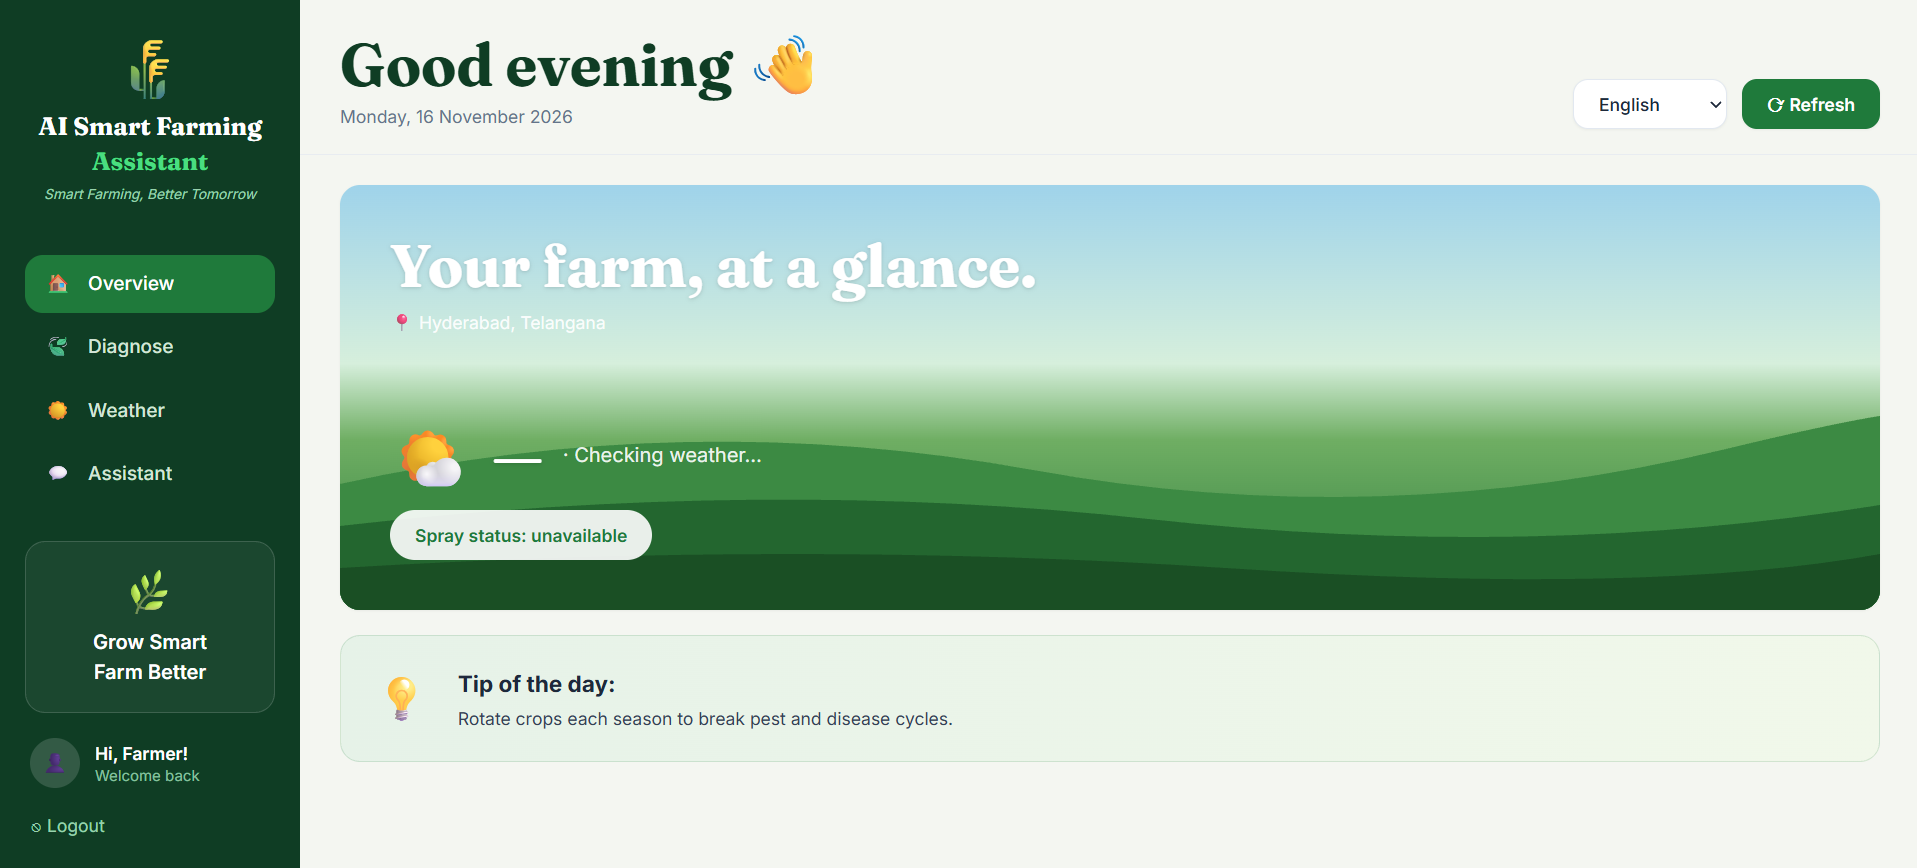 AI Smart Farming
Assistant
Smart Farming, Better Tomorrow
Overview
Diagnose
Weather
Assistant
Grow Smart
Farm Better
Hi, Farmer!
Welcome back
Logout
Good evening
Monday, 16 November 2026
English
Refresh
Your farm, at a glance.
Hyderabad, Telangana
— · Checking weather...
Spray status: unavailable
Tip of the day:
Rotate crops each season to break pest and disease cycles.